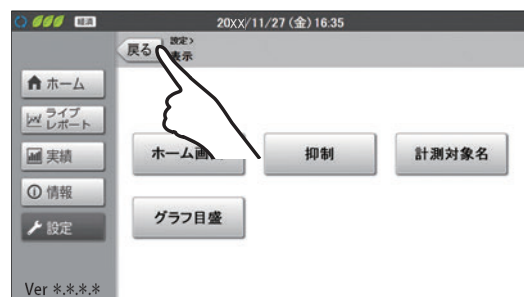 経済
20XX/11/27 (金) 16:35
戻る
設定>
表示
ホーム
ライブ
レポート
実績
情報
設定
ホーム画
抑制
計測対象名
グラフ目盛
Ver *.*.*.*